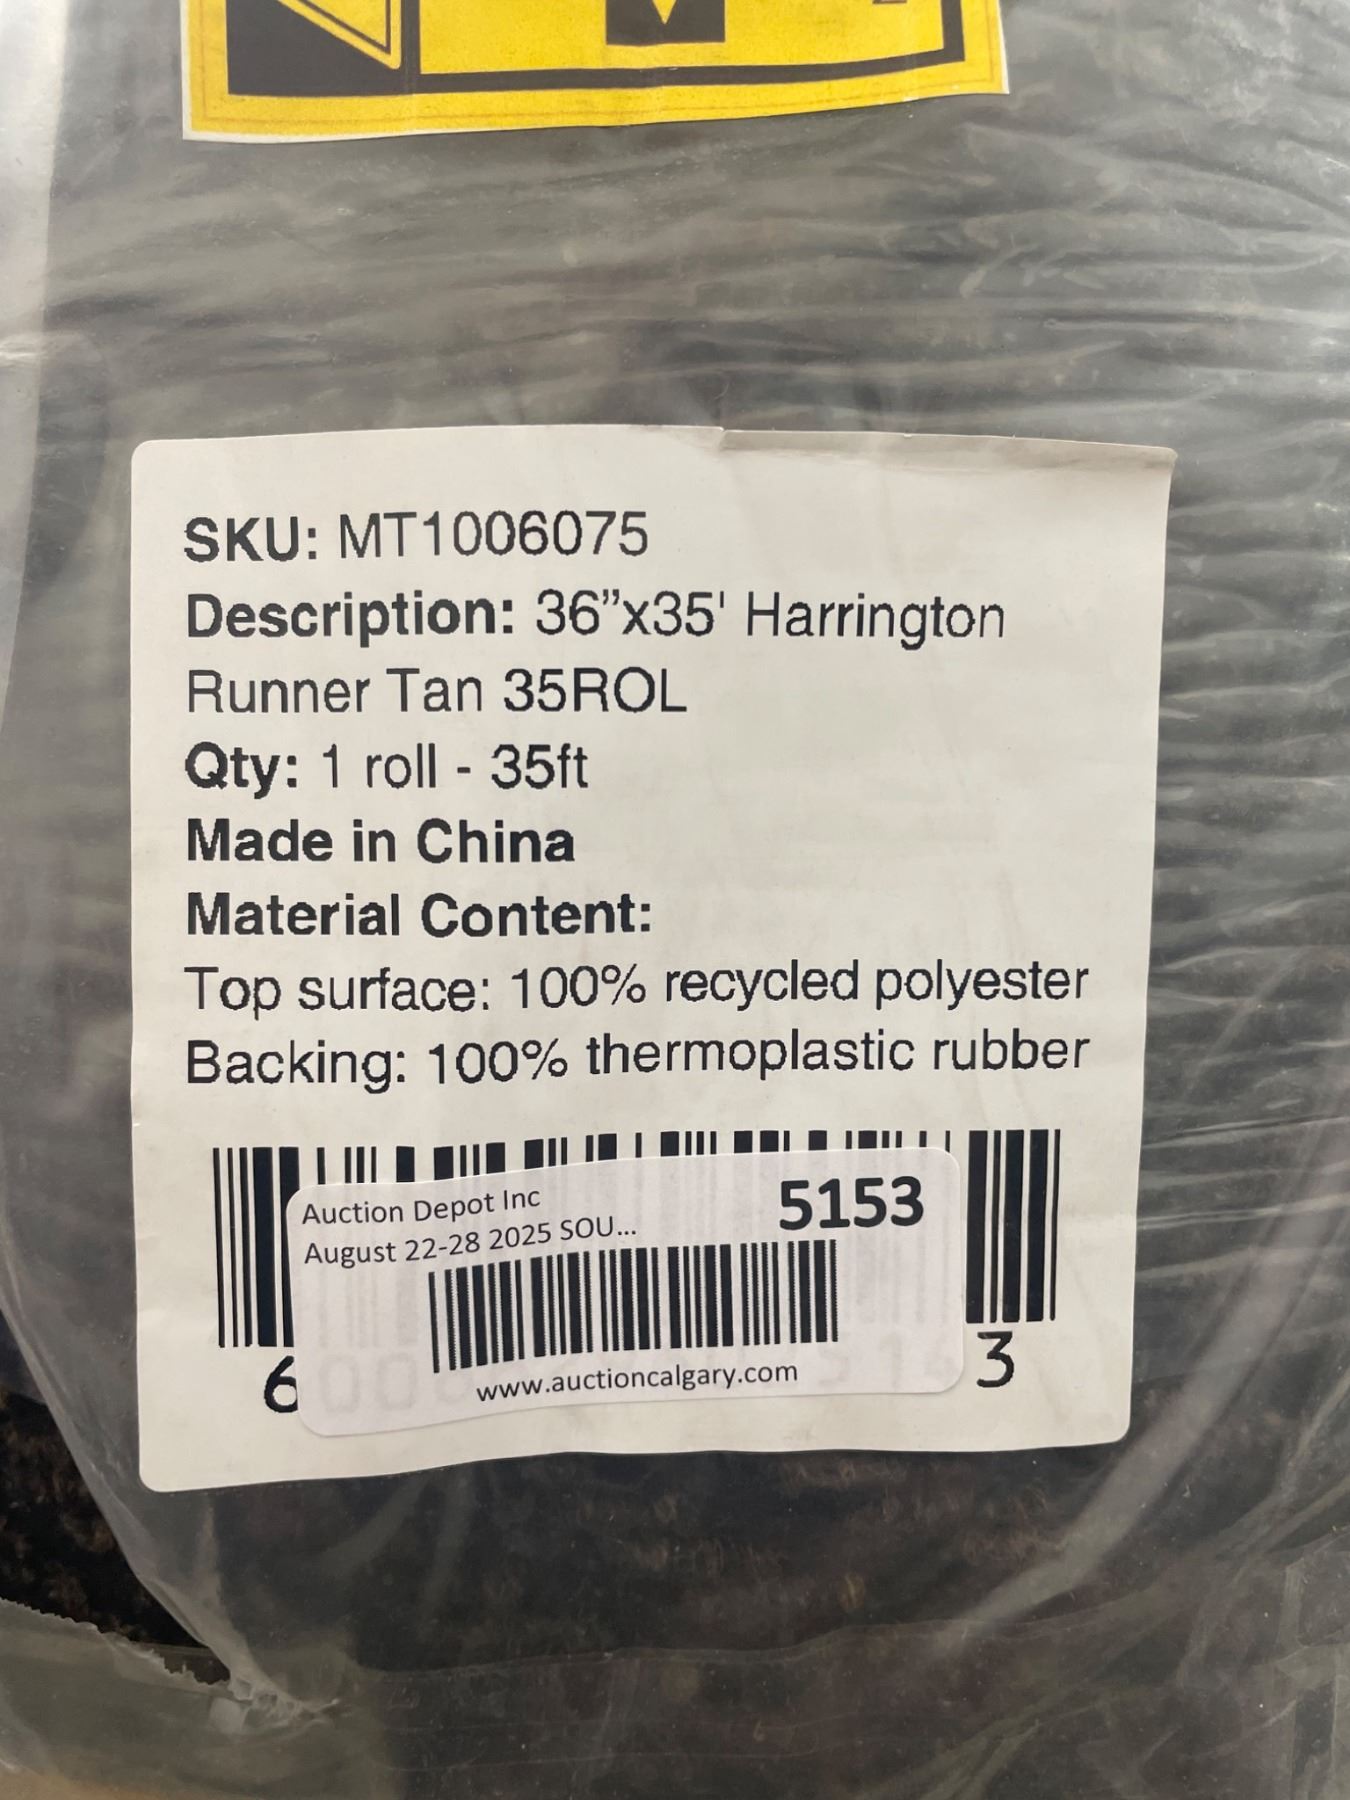 SKU: MT1006075
Description: 36”x35' Harrington
Runner Tan 35ROL
Qty: 1 roll - 35ft
Made in China
Material Content:
Top surface: 100% recycled polyester
Backing: 100% thermoplastic rubber
Auction Depot Inc
5153
August 22-28 2025 SOU...
www.auctioncalgary.com
6
3